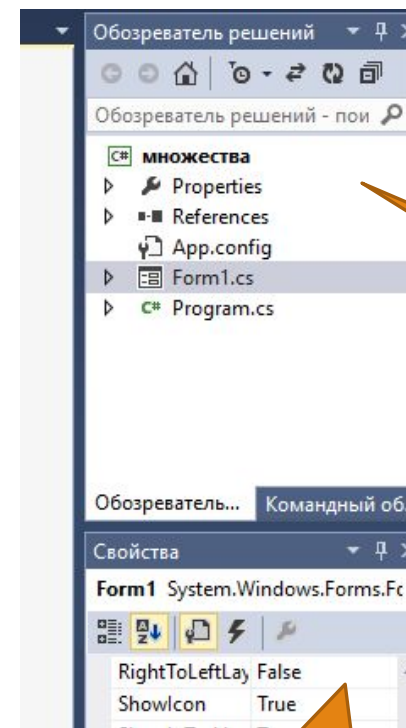 Обозреватель решений
Обозреватель решений - пои
C# множества
Properties
References
App.config
Form1.cs
C# Program.cs
Обозреватель... Командный об
Свойства
Form1 System.Windows.Forms.Fc
RightToLeftLay False
ShowIcon True